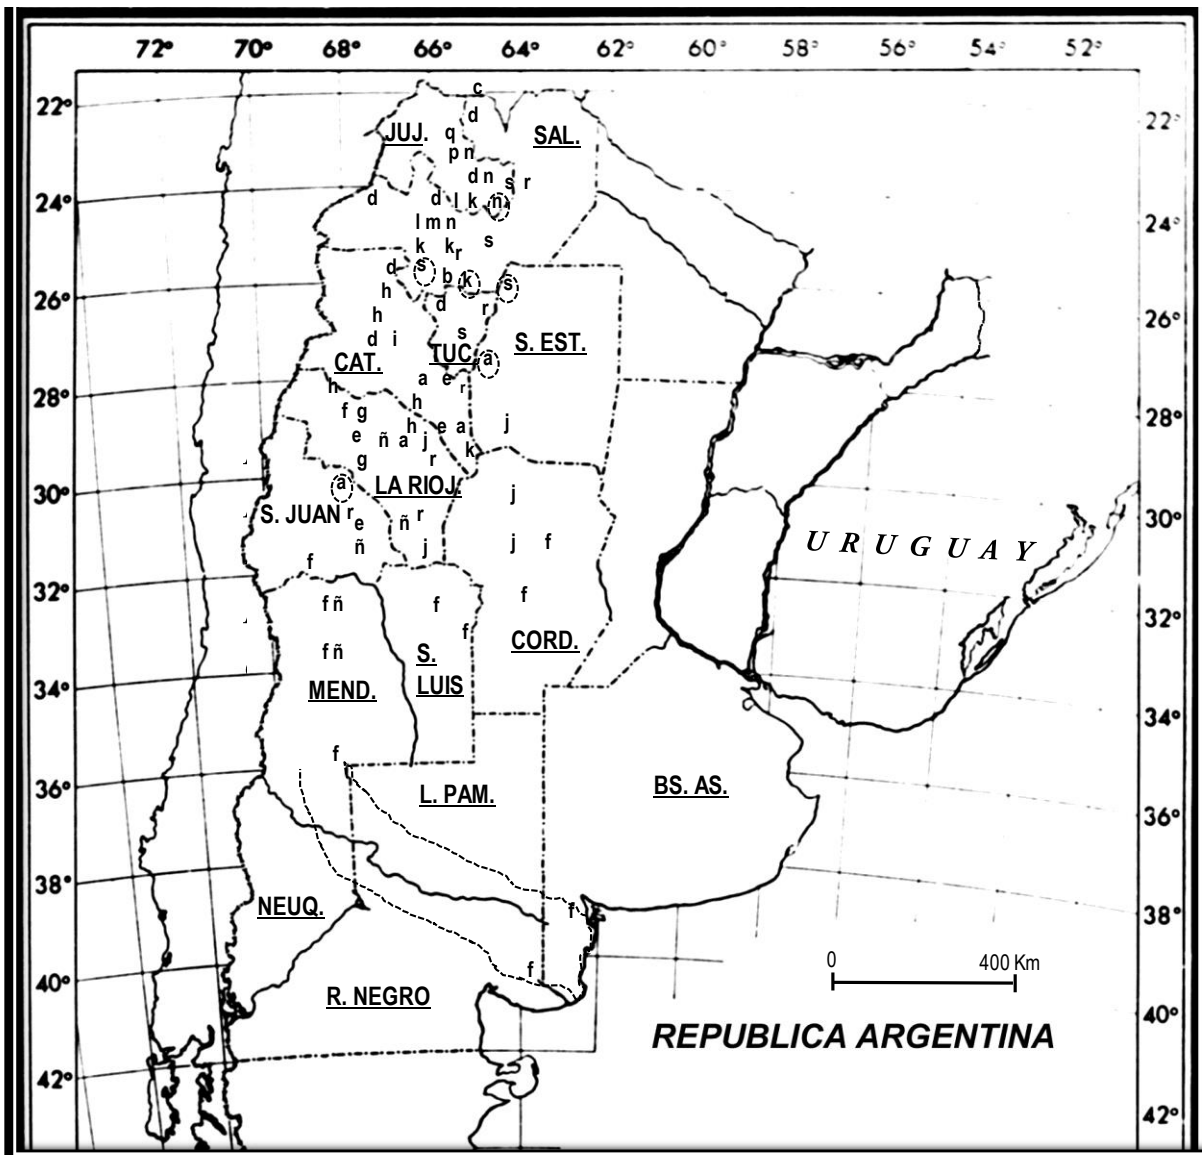 72° 70° 68° 66° 64° 62° 60° 58° 56° 54° 52°
22° c 22°
d
JUJ. q SAL.
p n
d n s r
24° d d l k n 24°
l m n
k k r s
d s b k s
26° h d r 26°
h s
d i TUC. a S. EST.
CAT.
h a e r
28° f g h j 28°
e ñ a j h e a
g r k
30° a LA RIOJ. j 30°
S. JUAN r e ñ r
ñ j j f URUGUAY
f
32° f ñ f f 32°
f
f ñ S. CORD.
34° MEND. LUIS 34°
f
36° L. PAM. BS. AS. 36°
38° NEUQ. f 38°
f 0 400 Km
40° R. NEGRO 40°
REPUBLICA ARGENTINA
42° 42°